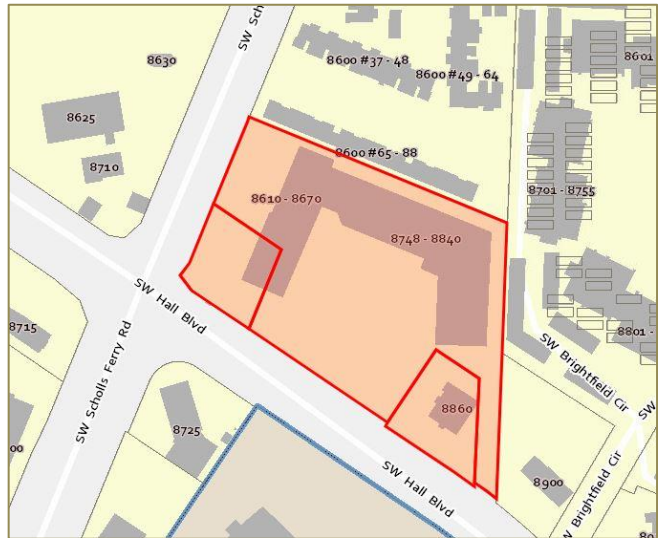 SW Sch
8630
8600 #37 - 48
8600 #49 - 64
8601
8625
8710
8600 #65 - 88
8701 - 8755
8610 - 8670
8748 - 8840
SW Hall Blvd
8715
SW Scholls Ferry Rd
8801 -
SW Brightfield Cir
SW
8860
8725
00
SW Hall Blvd
8900
W Brightfield Cir